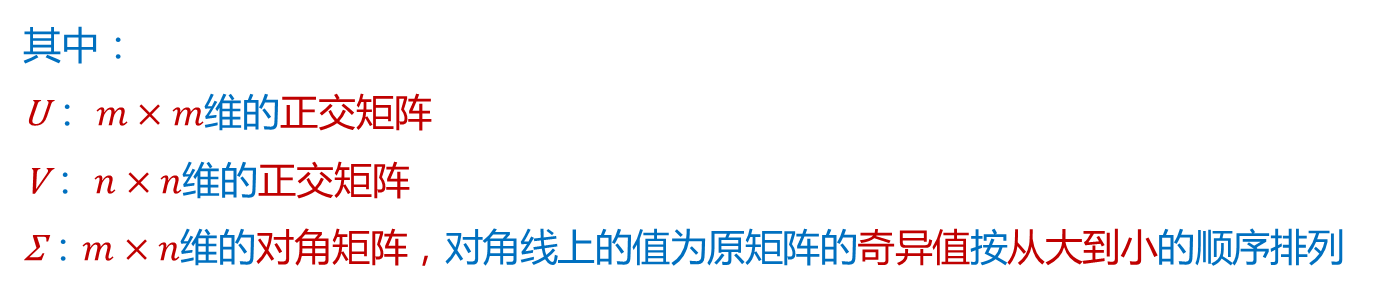 其中：
U： m × m维的正交矩阵
V： n × n维的正交矩阵
Σ：m × n维的对角矩阵，对角线上的值为原矩阵的奇异值按从大到小的顺序排列